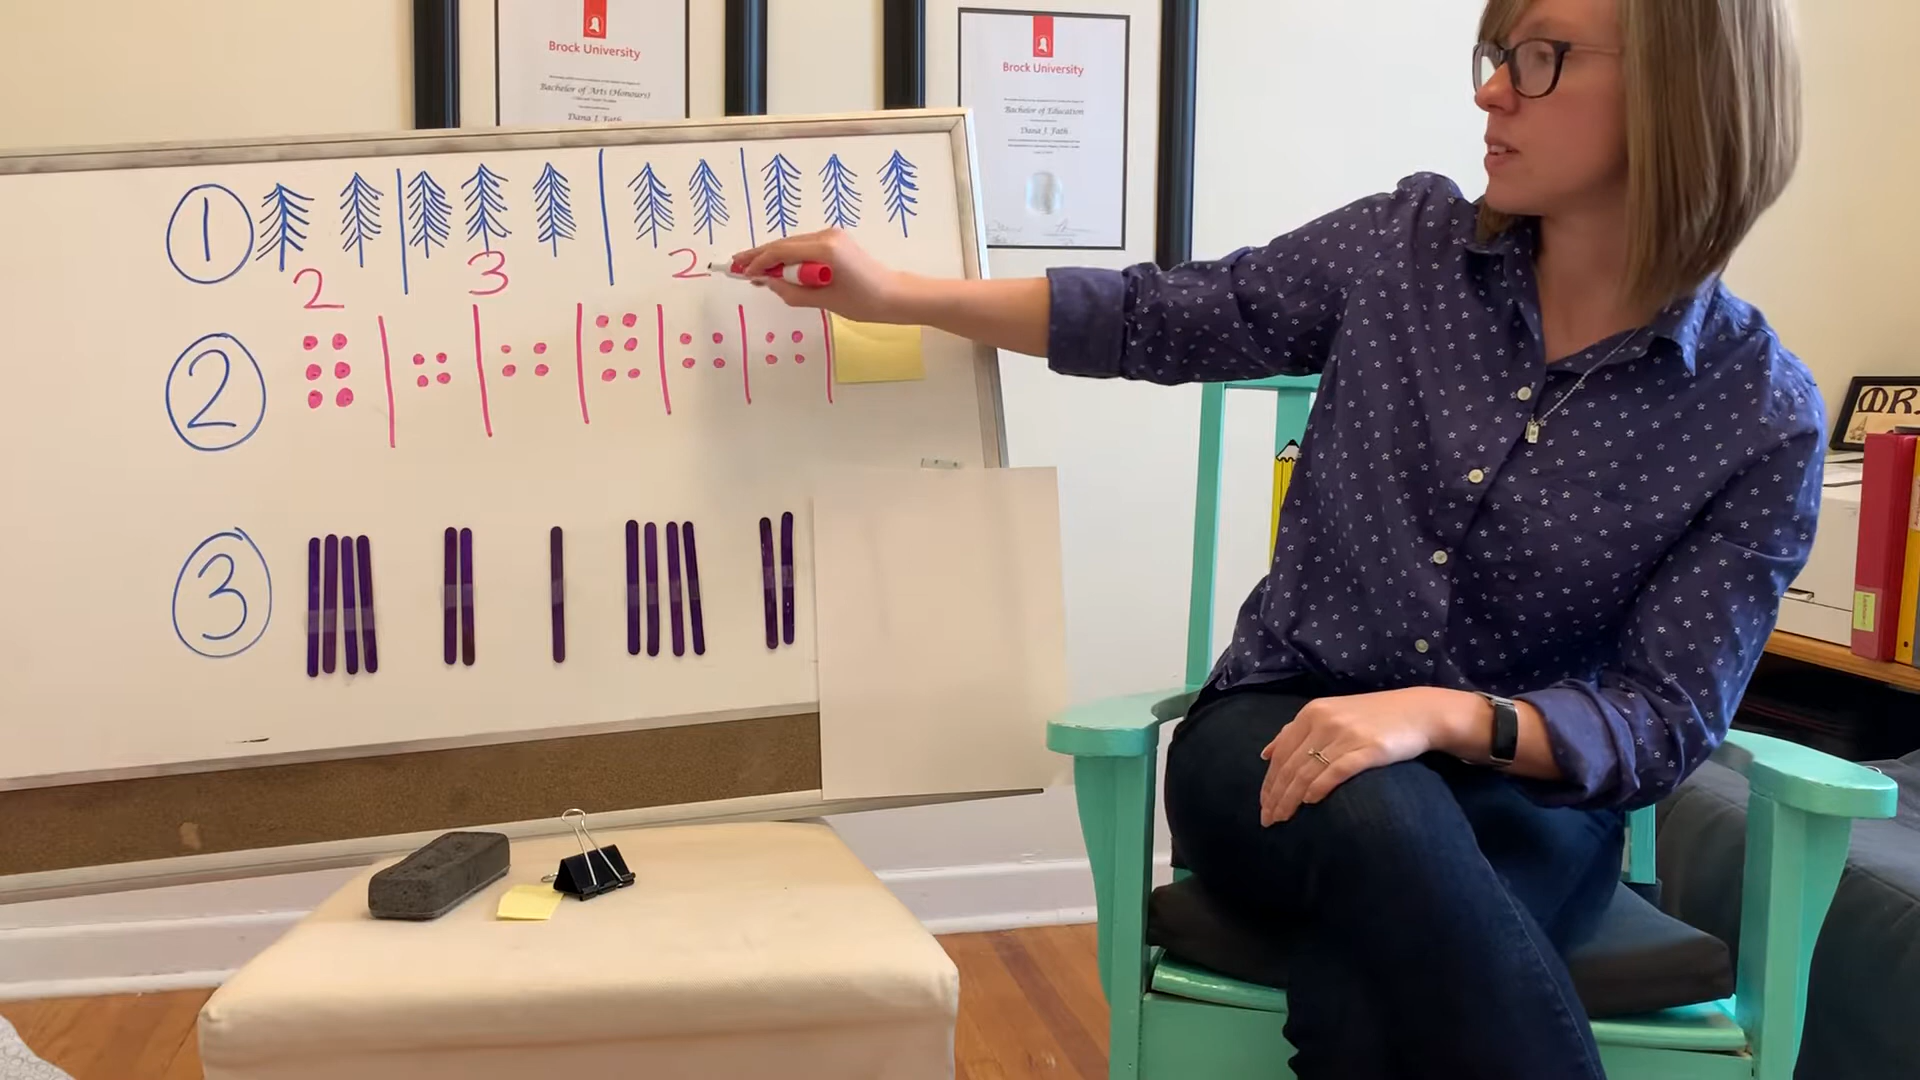 Brock University
Bachelor of Arts (Honours)
Dana J. Fath
Brock University
Bachelor of Education
Dana J. Fath
1
2 3 2
2
3
MR.